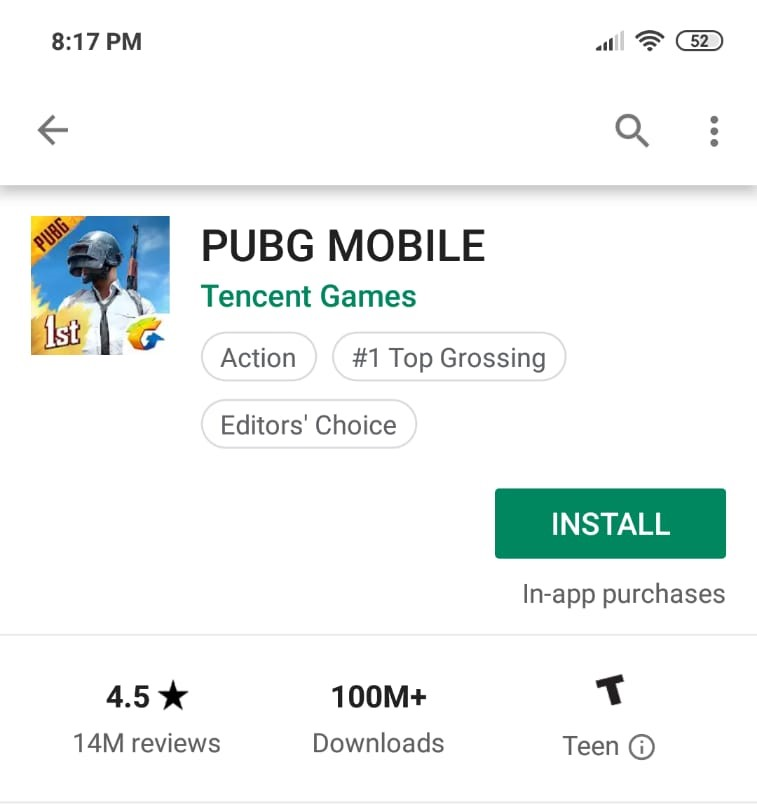 8:17 PM
52
PUBG
1st
PUBG MOBILE
Tencent Games
Action
#1 Top Grossing
Editors' Choice
INSTALL
In-app purchases
4.5 ★
100M+
T
14M reviews
Downloads
Teen